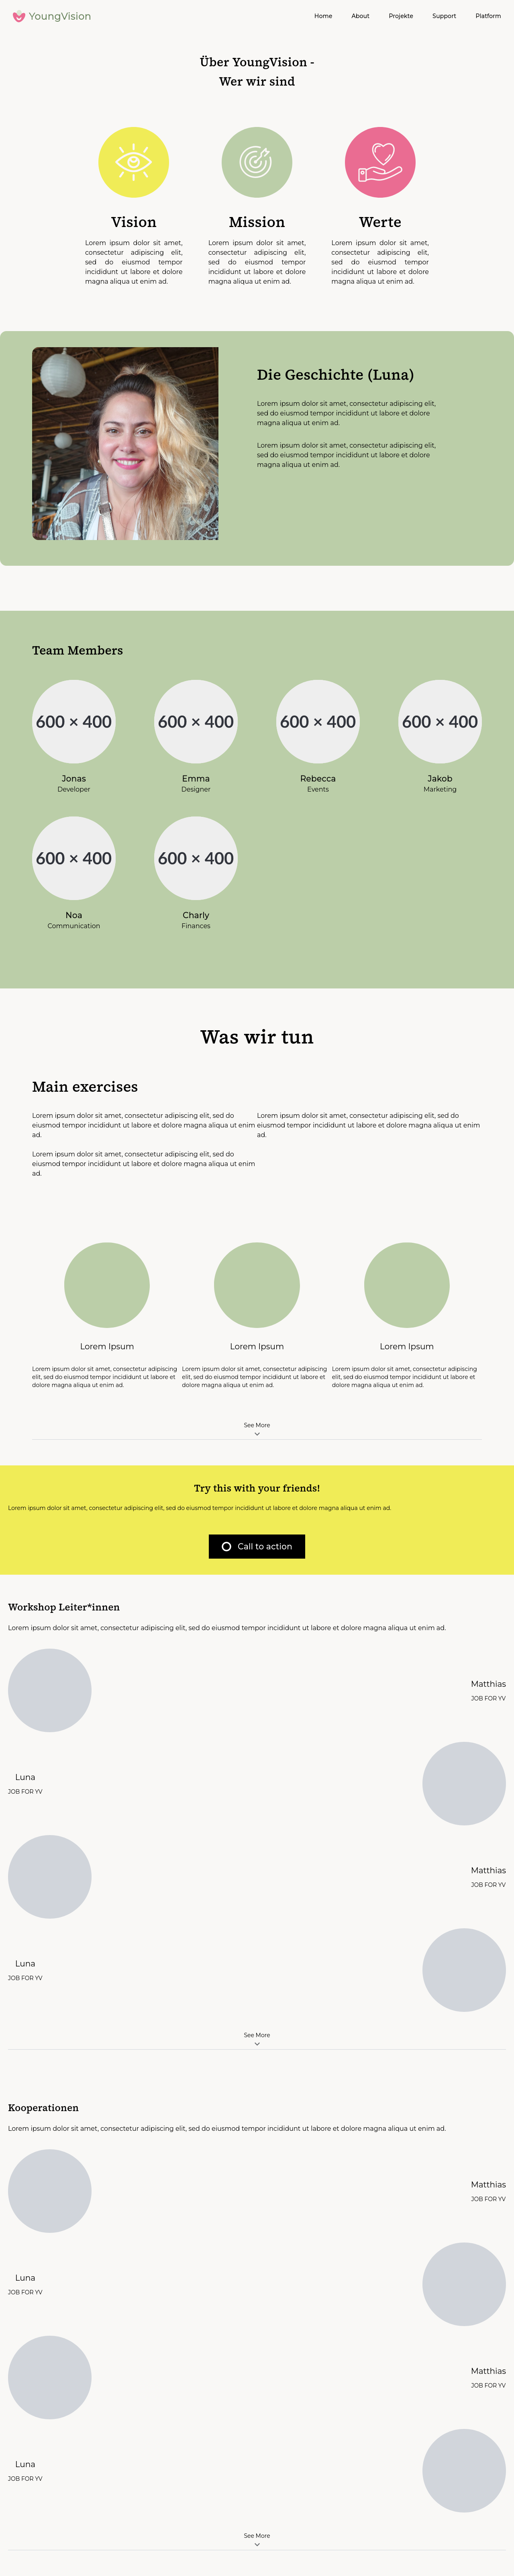 YoungVision
Home About Projekte Support Platform
Über YoungVision -
Wer wir sind
Vision
Lorem ipsum dolor sit amet,
consectetur adipiscing elit,
sed do eiusmod tempor
incididunt ut labore et dolore
magna aliqua ut enim ad.
Mission
Lorem ipsum dolor sit amet,
consectetur adipiscing elit,
sed do eiusmod tempor
incididunt ut labore et dolore
magna aliqua ut enim ad.
Werte
Lorem ipsum dolor sit amet,
consectetur adipiscing elit,
sed do eiusmod tempor
incididunt ut labore et dolore
magna aliqua ut enim ad.
Die Geschichte (Luna)
Lorem ipsum dolor sit amet, consectetur adipiscing elit,
sed do eiusmod tempor incididunt ut labore et dolore
magna aliqua ut enim ad.
Lorem ipsum dolor sit amet, consectetur adipiscing elit,
sed do eiusmod tempor incididunt ut labore et dolore
magna aliqua ut enim ad.
Team Members
600 × 400
Jonas
Developer
600 × 400
Emma
Designer
600 × 400
Rebecca
Events
600 × 400
Jakob
Marketing
600 × 400
Noa
Communication
600 × 400
Charly
Finances
Was wir tun
Main exercises
Lorem ipsum dolor sit amet, consectetur adipiscing elit, sed do
eiusmod tempor incididunt ut labore et dolore magna aliqua ut enim
ad.
Lorem ipsum dolor sit amet, consectetur adipiscing elit, sed do
eiusmod tempor incididunt ut labore et dolore magna aliqua ut enim
ad.
Lorem ipsum dolor sit amet, consectetur adipiscing elit, sed do
eiusmod tempor incididunt ut labore et dolore magna aliqua ut enim
ad.
Lorem Ipsum
Lorem ipsum dolor sit amet, consectetur adipiscing
elit, sed do eiusmod tempor incididunt ut labore et
dolore magna aliqua ut enim ad.
Lorem Ipsum
Lorem ipsum dolor sit amet, consectetur adipiscing
elit, sed do eiusmod tempor incididunt ut labore et
dolore magna aliqua ut enim ad.
Lorem Ipsum
Lorem ipsum dolor sit amet, consectetur adipiscing
elit, sed do eiusmod tempor incididunt ut labore et
dolore magna aliqua ut enim ad.
See More
Try this with your friends!
Lorem ipsum dolor sit amet, consectetur adipiscing elit, sed do eiusmod tempor incididunt ut labore et dolore magna aliqua ut enim ad.
Call to action
Workshop Leiter*innen
Lorem ipsum dolor sit amet, consectetur adipiscing elit, sed do eiusmod tempor incididunt ut labore et dolore magna aliqua ut enim ad.
Matthias
JOB FOR YV
Luna
JOB FOR YV
Matthias
JOB FOR YV
Luna
JOB FOR YV
See More
Kooperationen
Lorem ipsum dolor sit amet, consectetur adipiscing elit, sed do eiusmod tempor incididunt ut labore et dolore magna aliqua ut enim ad.
Matthias
JOB FOR YV
Luna
JOB FOR YV
Matthias
JOB FOR YV
Luna
JOB FOR YV
See More